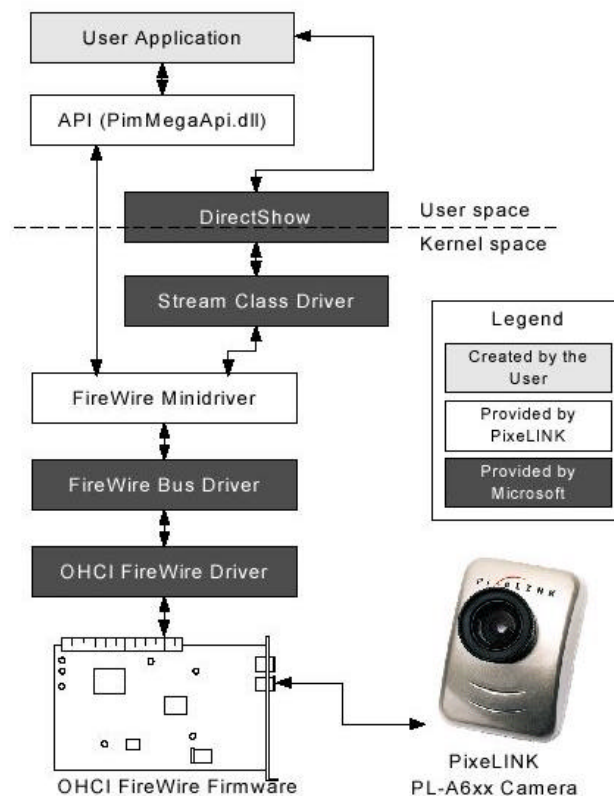 User Application
API (PimMegaApi.dll)
DirectShow
User space
Kernel space
Stream Class Driver
Legend
Created by the
User
Provided by
PixeLINK
Provided by
Microsoft
FireWire Minidriver
FireWire Bus Driver
OHCI FireWire Driver
PixeLINK
OHCI FireWire Firmware
PixeLINK
PL-A6xx Camera